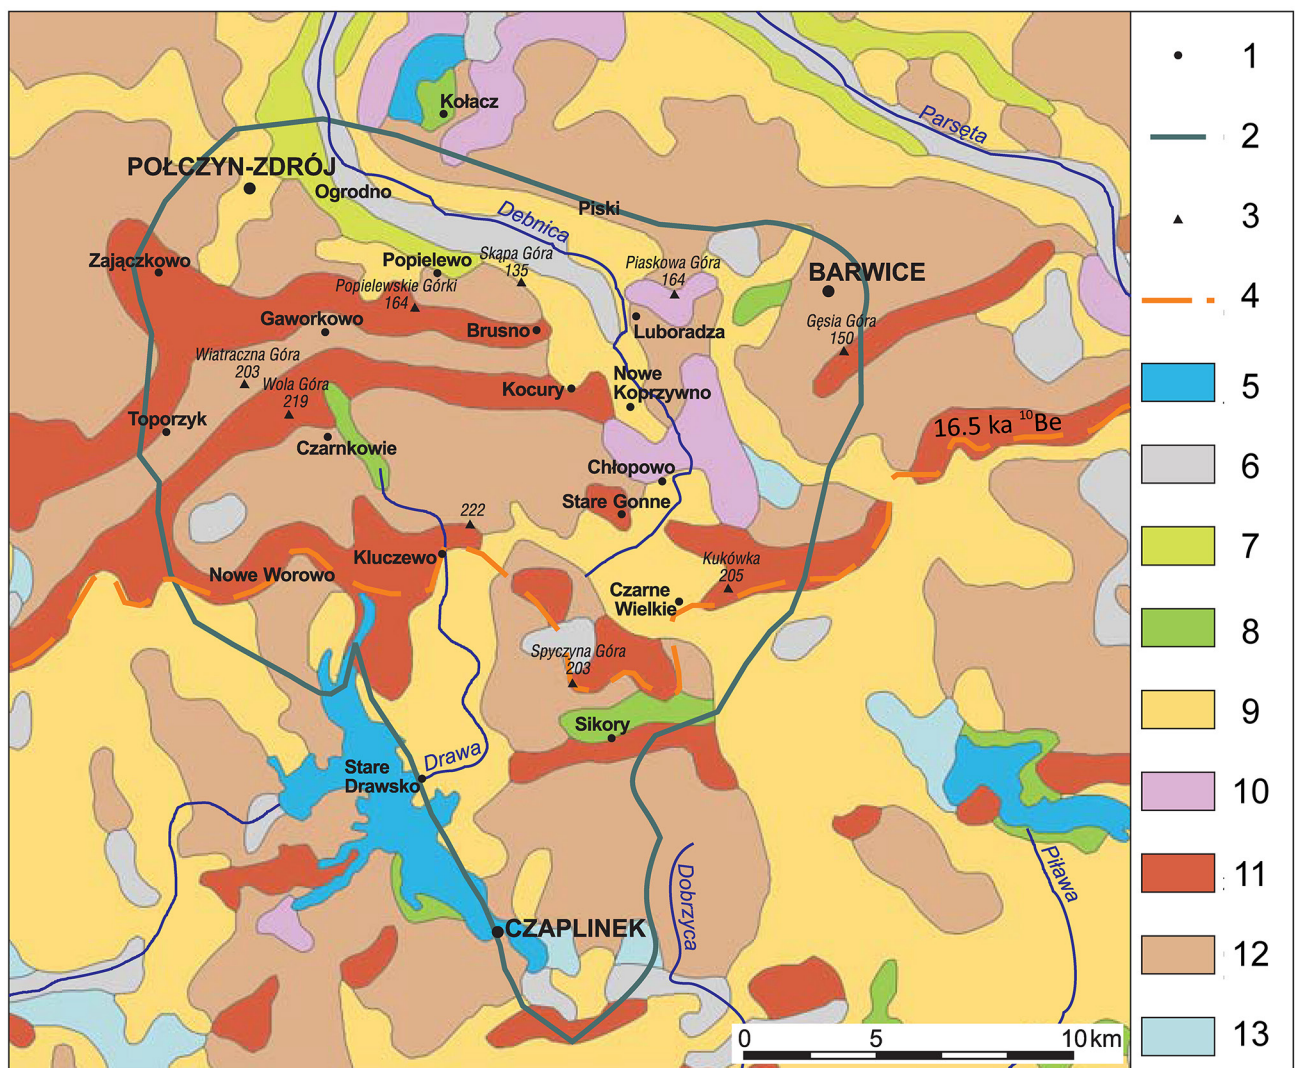 Kołacz
Parsęta
POŁCZYN-ZDRÓJ
Ogrodno
Dębnica
Piski
Zajączkowo
Popielewo
Skąpa Góra
135
Piaskowa Góra
164
BARWICE
Popielewskie Górki
164
Gaworkowo
Brusno
Luboradza
Gęsia Góra
150
Wiatraczna Góra
203
Wola Góra
219
Kocury
Nowe
Koprzywno
Toporzyk
Czarnkowie
16.5 ka 10Be
Chłopowo
Stare Gonne
222
Kluczewo
Nowe Worowo
Kukówka
205
Czarne
Wielkie
Spyczyna Góra
203
Sikory
Drawa
Stare
Drawsko
Dobrzyca
Piława
CZAPLINEK
0 5 10 km
1
2
3
4
5
6
7
8
9
10
11
12
13